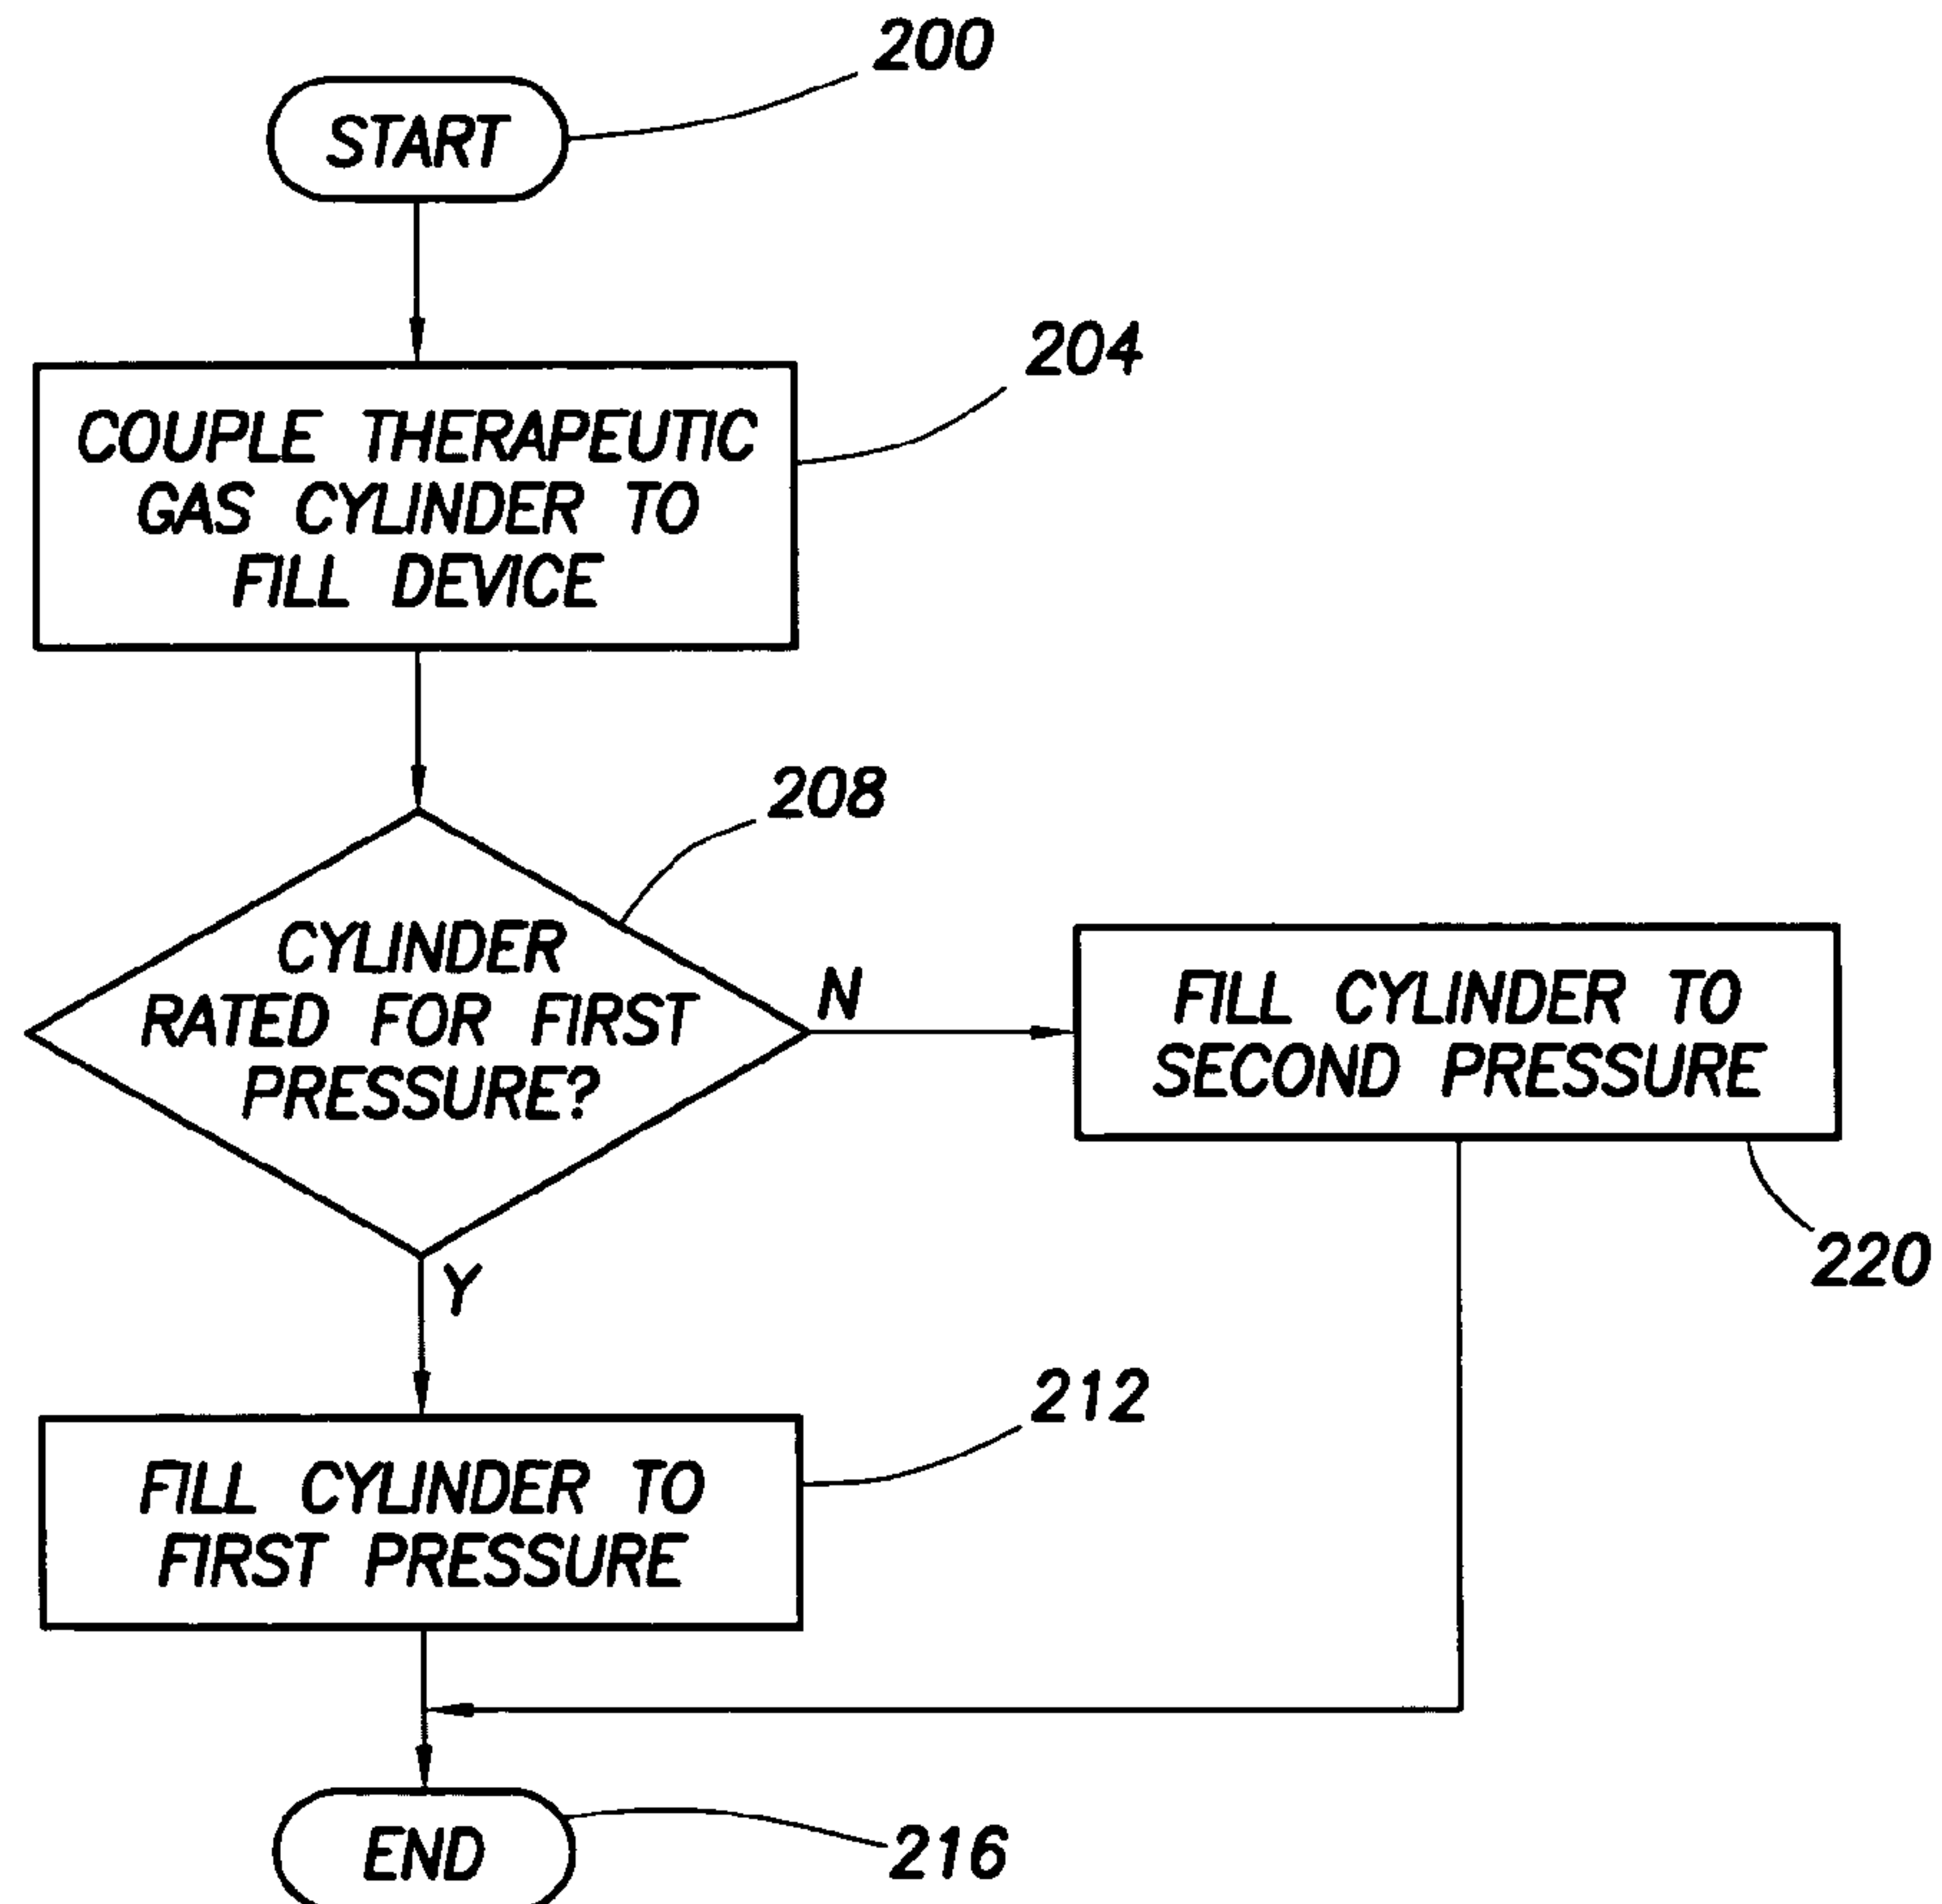 200
START
204
COUPLE THERAPEUTIC
GAS CYLINDER TO
FILL DEVICE
208
CYLINDER
RATED FOR FIRST
PRESSURE?
N
FILL CYLINDER TO
SECOND PRESSURE
220
Y
212
FILL CYLINDER TO
FIRST PRESSURE
END
216